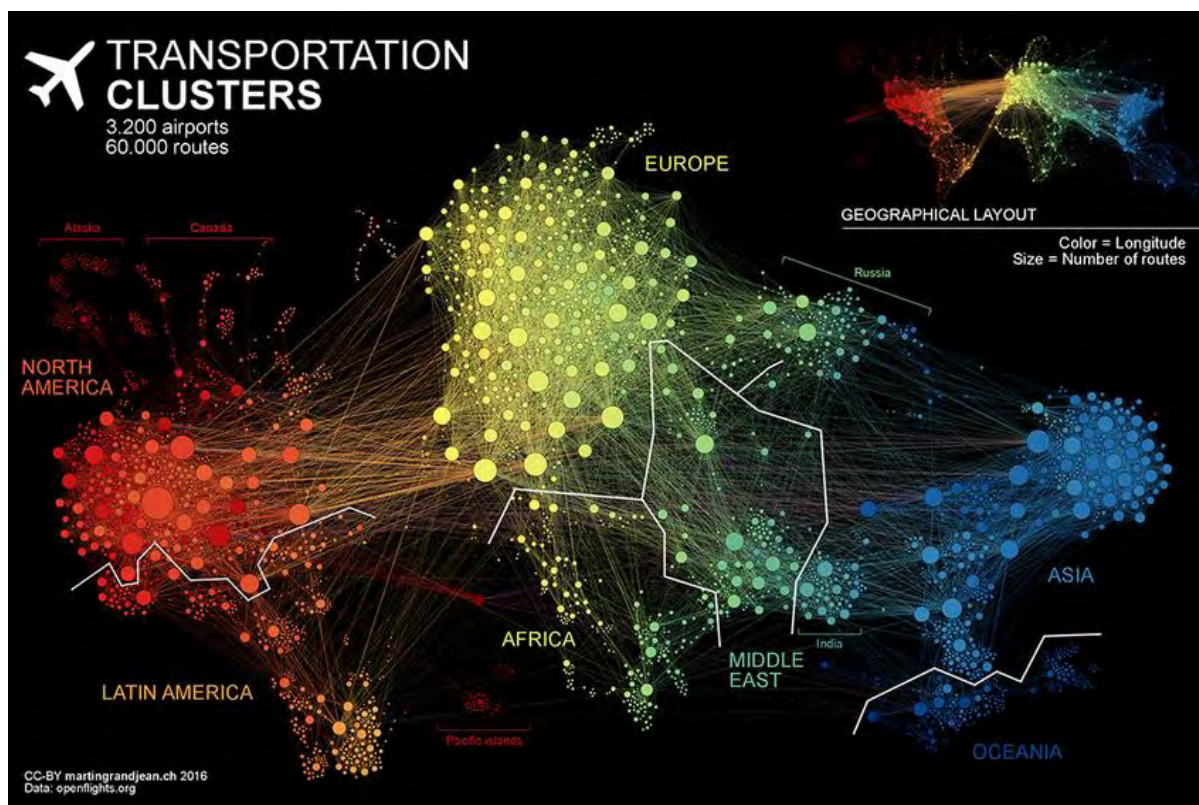 TRANSPORTATION
CLUSTERS
3.200 airports
60.000 routes
EUROPE
GEOGRAPHICAL LAYOUT
Color = Longitude
Size = Number of routes
Alaska
Canada
Russia
NORTH
AMERICA
ASIA
AFRICA
India
MIDDLE
EAST
LATIN AMERICA
Pacific islands
OCEANIA
CC-BY martingrandjean.ch 2016
Data: openflights.org